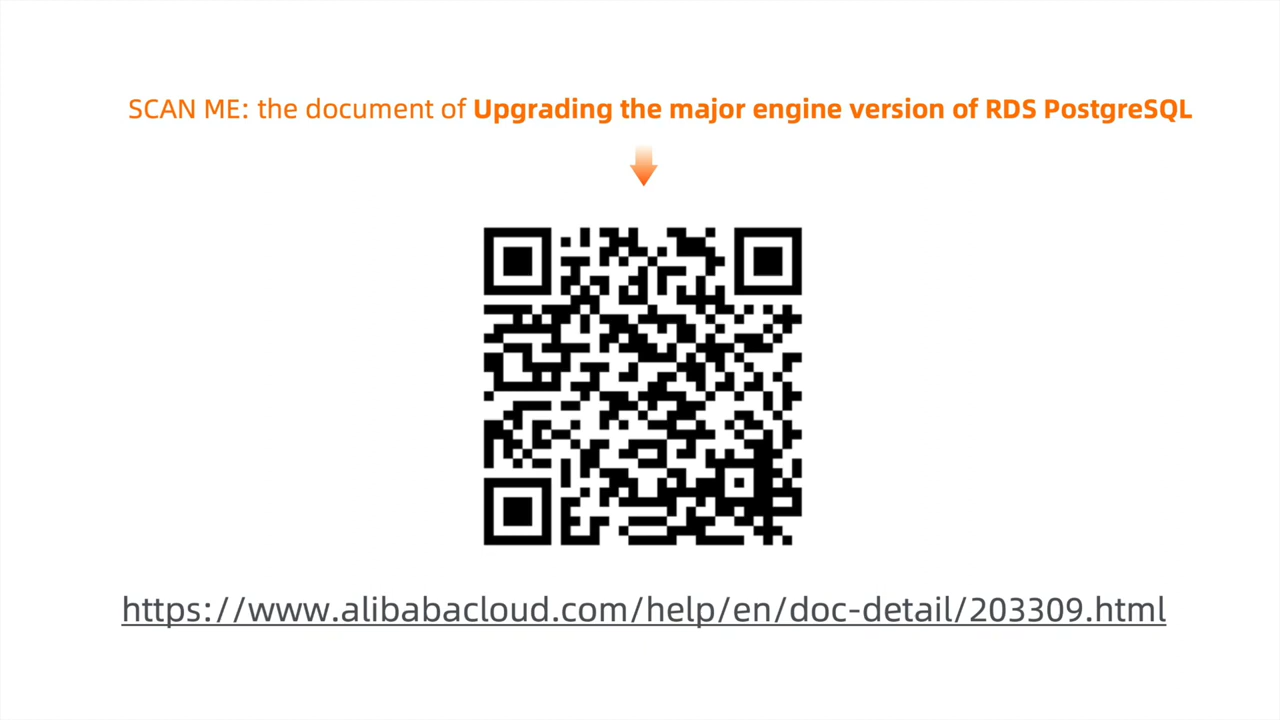 SCAN ME: the document of Upgrading the major engine version of RDS PostgreSQL
https://www.alibabacloud.com/help/en/doc-detail/203309.html